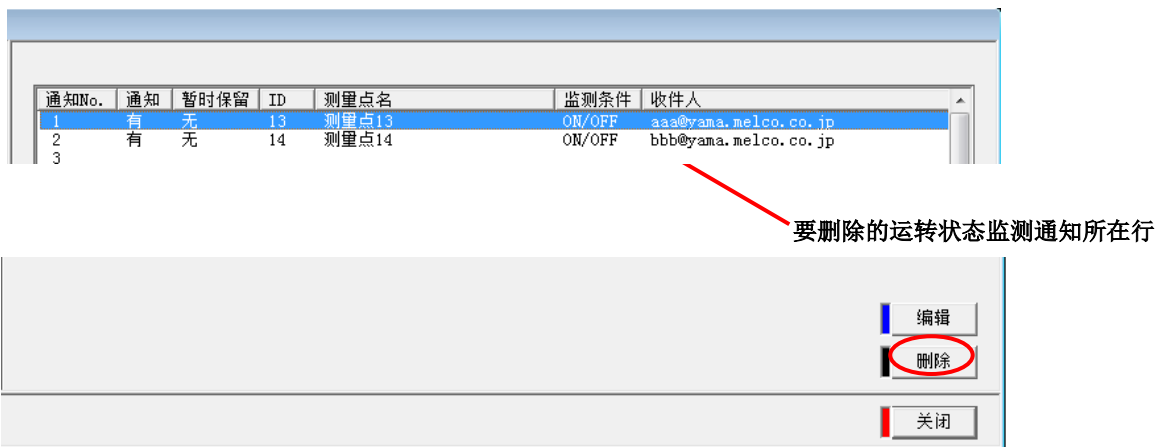 通知No. 通知 暂时保留 ID 测量点名 监测条件 收件人
1 有 无 13 测量点13 ON/OFF aaa@yama.melco.co.jp
2 有 无 14 测量点14 ON/OFF bbb@yama.melco.co.jp
3
要删除的运转状态监测通知所在行
编辑
删除
关闭